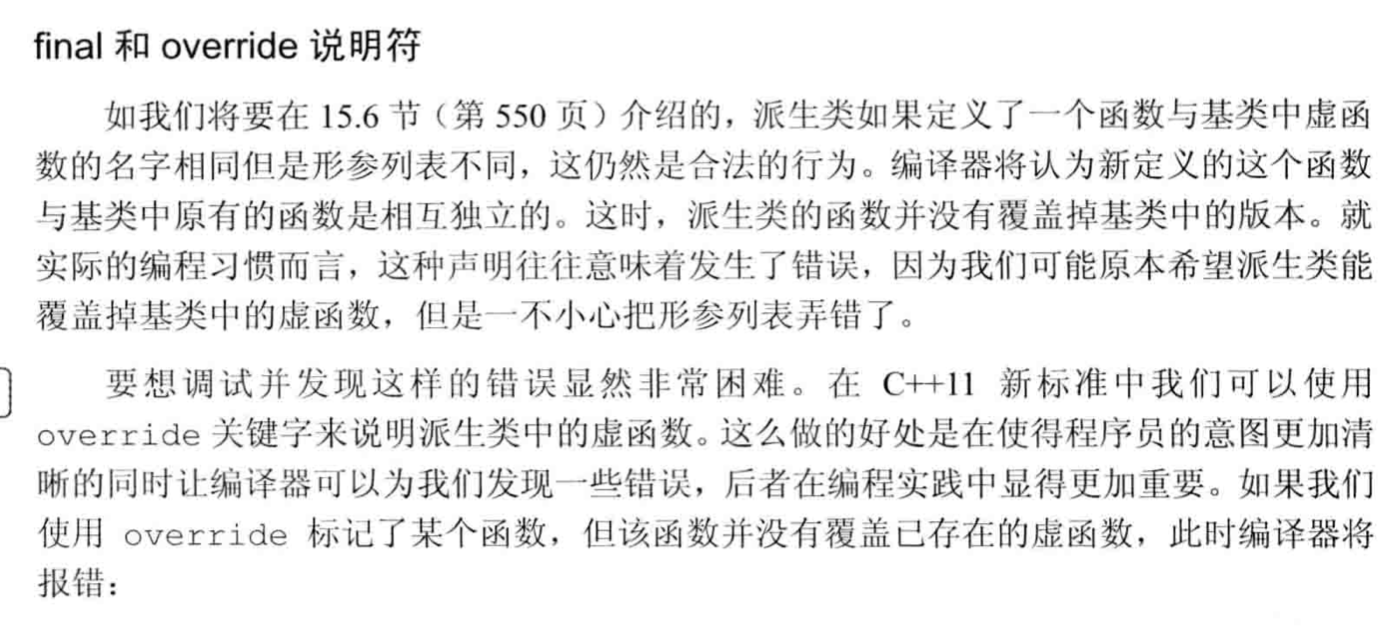 final 和 override 说明符
如我们将要在 15.6 节（第 550 页）介绍的，派生类如果定义了一个函数与基类中虚函
数的名字相同但是形参列表不同，这仍然是合法的行为。编译器将认为新定义的这个函数
与基类中原有的函数是相互独立的。这时，派生类的函数并没有覆盖掉基类中的版本。就
实际的编程习惯而言，这种声明往往意味着发生了错误，因为我们可能原本希望派生类能
覆盖掉基类中的虚函数，但是一不小心把形参列表弄错了。
要想调试并发现这样的错误显然非常困难。在 C++11 新标准中我们可以使用
override 关键字来说明派生类中的虚函数。这么做的好处是在使得程序员的意图更加清
晰的同时让编译器可以为我们发现一些错误，后者在编程实践中显得更加重要。如果我们
使用 override 标记了某个函数，但该函数并没有覆盖已存在的虚函数，此时编译器将
报错：